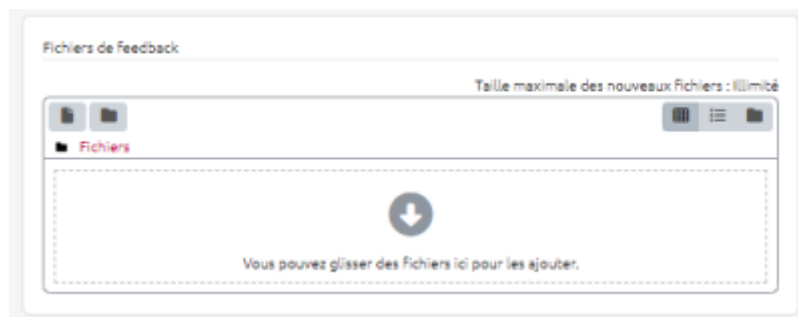 Fichiers de feedback
Taille maximale des nouveaux fichiers : Illimité
Fichiers
Vous pouvez glisser des fichiers ici pour les ajouter.